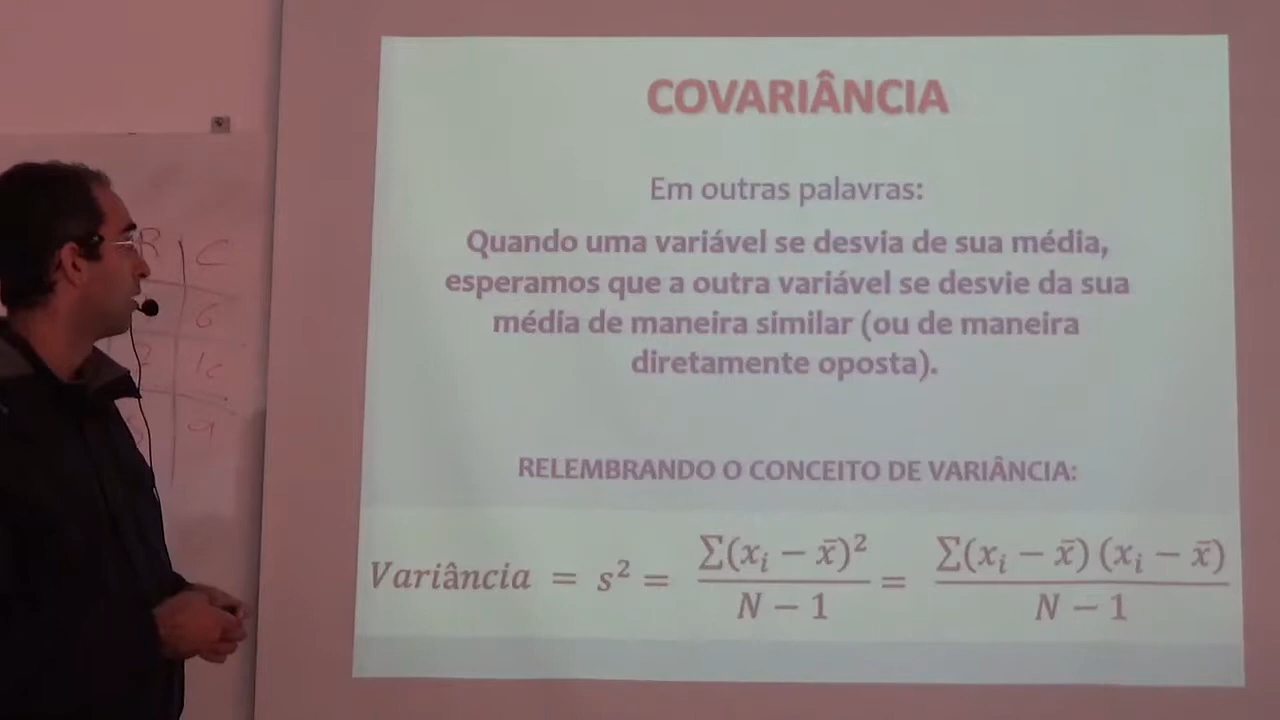 COVARIÂNCIA
Em outras palavras:
Quando uma variável se desvia de sua média,
esperamos que a outra variável se desvie da sua
média de maneira similar (ou de maneira
diretamente oposta).
RELEMBRANDO O CONCEITO DE VARIÂNCIA:
Variância = s² = Σ(xᵢ − x̄)² / N − 1 = Σ(xᵢ − x̄) (xᵢ − x̄) / N − 1
R C
6
9